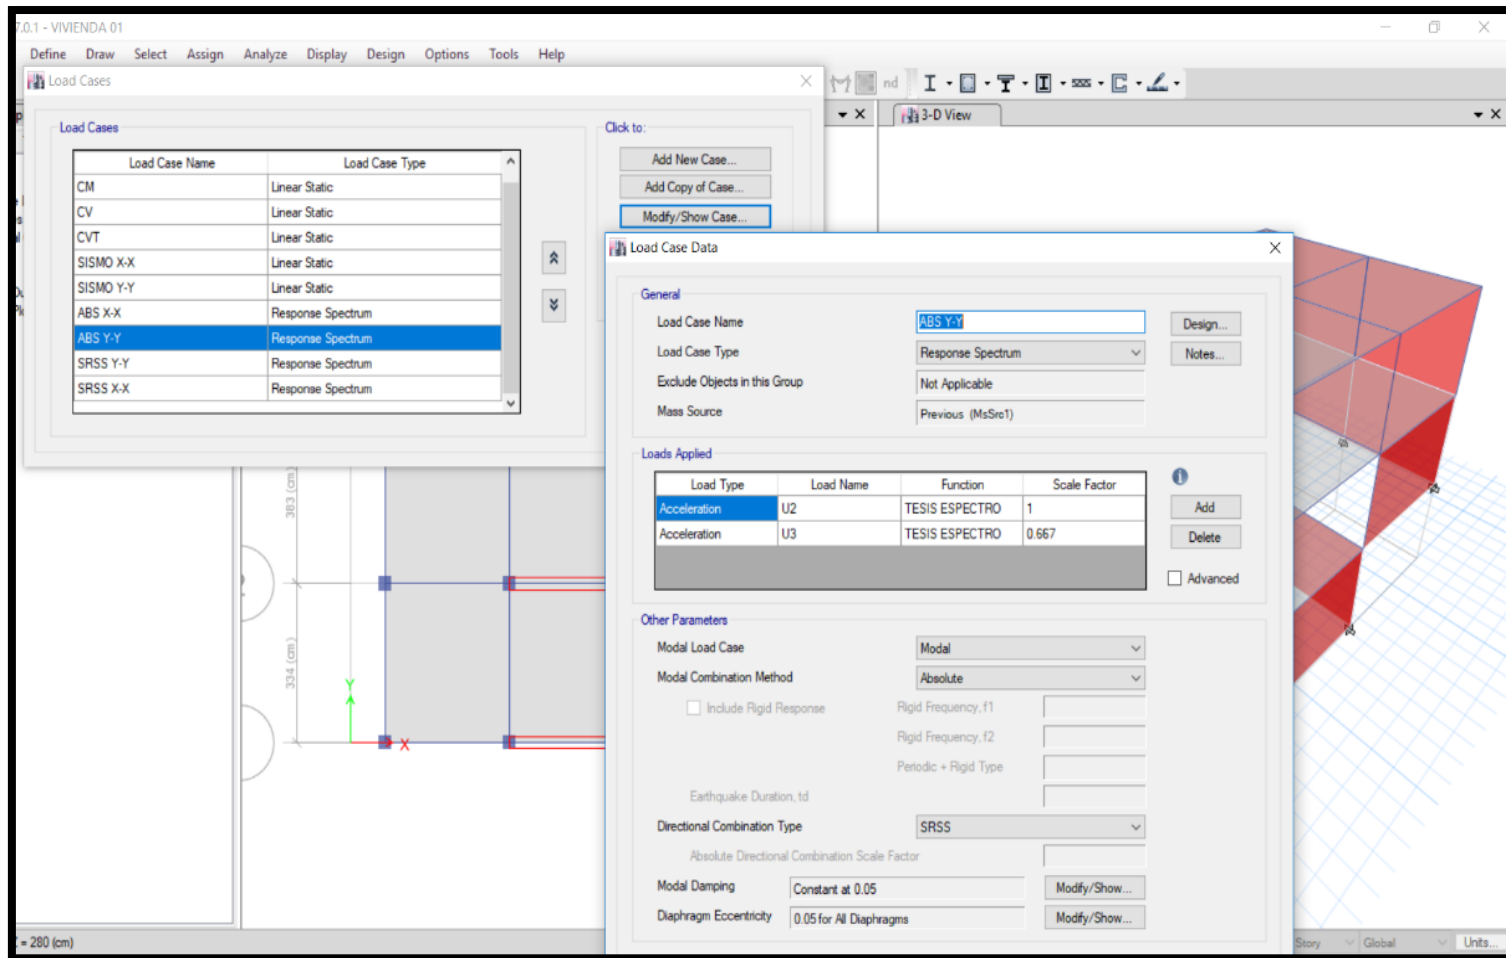 7.0.1 - VIVIENDA 01
Define Draw Select Assign Analyze Display Design Options Tools Help
Load Cases
nd
3-D View
Load Cases
Click to:
Load Case Name Load Case Type
CM Linear Static
CV Linear Static
CVT Linear Static
SISMO X-X Linear Static
SISMO Y-Y Linear Static
ABS X-X Response Spectrum
ABS Y-Y Response Spectrum
SRSS Y-Y Response Spectrum
SRSS X-X Response Spectrum
Add New Case...
Add Copy of Case...
Modify/Show Case...
Load Case Data
General
Load Case Name ABS Y-Y Design...
Load Case Type Response Spectrum Notes...
Exclude Objects in this Group Not Applicable
Mass Source Previous (MsSrc1)
Loads Applied
Load Type Load Name Function Scale Factor
Acceleration U2 TESIS ESPECTRO 1
Acceleration U3 TESIS ESPECTRO 0.667
Add
Delete
Advanced
Other Parameters
Modal Load Case Modal
Modal Combination Method Absolute
Include Rigid Response Rigid Frequency, f1
Rigid Frequency, f2
Periodic + Rigid Type
Earthquake Duration, td
Directional Combination Type SRSS
Absolute Directional Combination Scale Factor
Modal Damping Constant at 0.05 Modify/Show...
Diaphragm Eccentricity 0.05 for All Diaphragms Modify/Show...
383 (cm)
334 (cm)
Y
X
= 280 (cm)
Story Global Units...